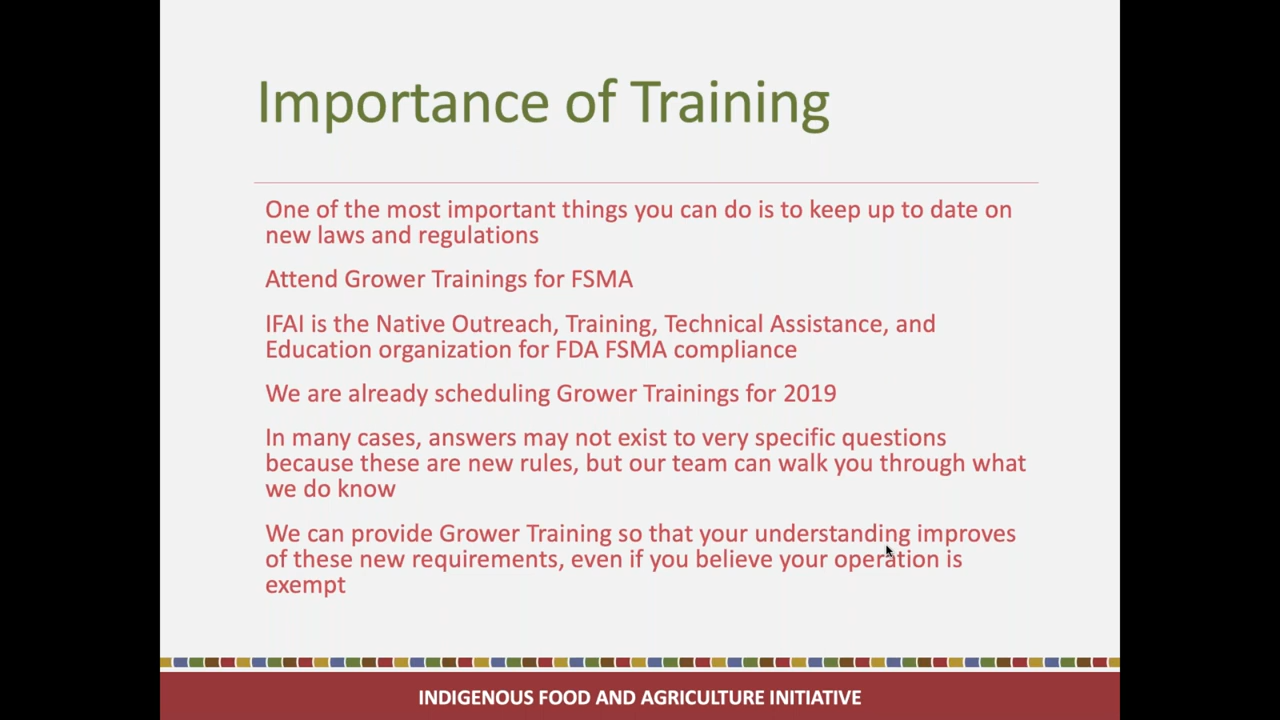 Importance of Training
One of the most important things you can do is to keep up to date on
new laws and regulations
Attend Grower Trainings for FSMA
IFAI is the Native Outreach, Training, Technical Assistance, and
Education organization for FDA FSMA compliance
We are already scheduling Grower Trainings for 2019
In many cases, answers may not exist to very specific questions
because these are new rules, but our team can walk you through what
we do know
We can provide Grower Training so that your understanding improves
of these new requirements, even if you believe your operation is
exempt
INDIGENOUS FOOD AND AGRICULTURE INITIATIVE